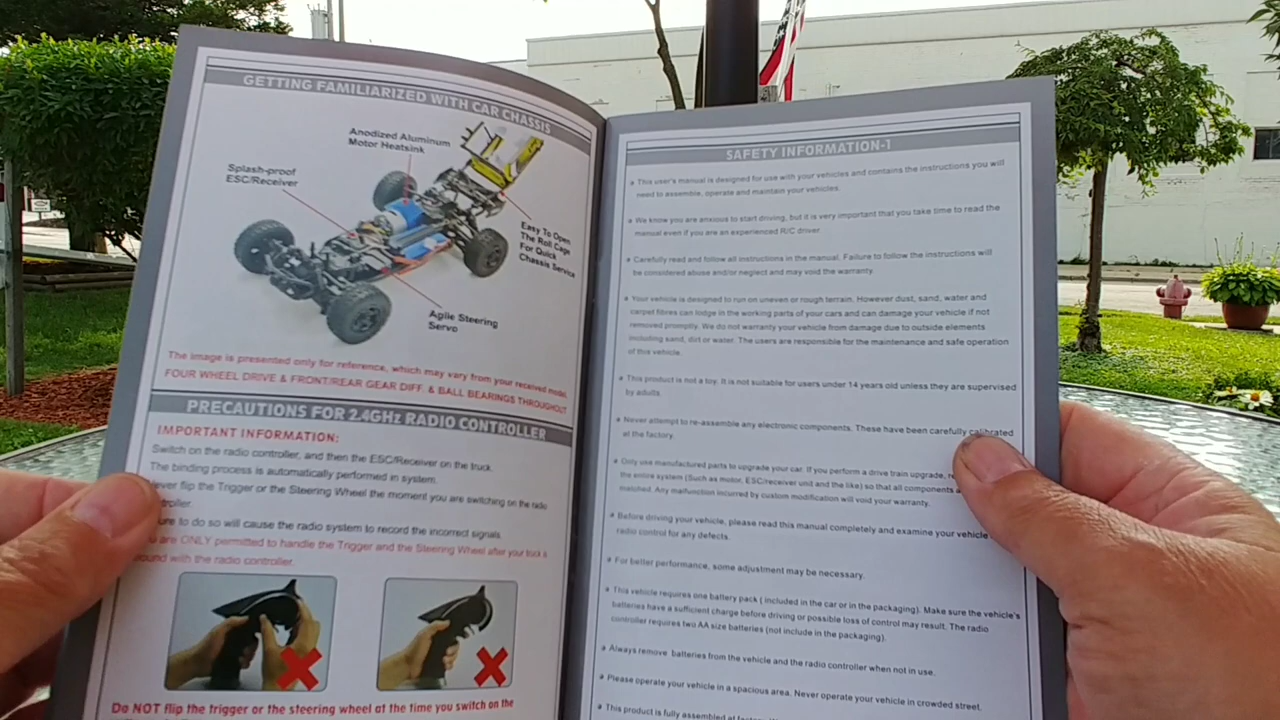 GETTING FAMILIARIZED WITH CAR CHASSIS
Anodized Aluminum
Motor Heatsink
Splash-proof
ESC/Receiver
Easy To Open
The Roll Cage
For Quick
Chassis Service
Agile Steering
Servo
The image is presented only for reference, which may vary from your received model.
FOUR WHEEL DRIVE & FRONT/REAR GEAR DIFF. & BALL BEARINGS THROUGHOUT
PRECAUTIONS FOR 2.4GHz RADIO CONTROLLER
IMPORTANT INFORMATION:
Switch on the radio controller, and then the ESC/Receiver on the truck.
The binding process is automatically performed in system.
ever flip the Trigger or the Steering Wheel the moment you are switching on the radio
troller.
ure to do so will cause the radio system to record the incorrect signals.
u are ONLY permitted to handle the Trigger and the Steering Wheel after your truck is
ound with the radio controller.
Do NOT flip the trigger or the steering wheel at the time you switch on the
SAFETY INFORMATION-1
This user's manual is designed for use with your vehicles and contains the instructions you will
need to assemble, operate and maintain your vehicles.
We know you are anxious to start driving, but it is very important that you take time to read the
manual even if you are an experienced R/C driver.
Carefully read and follow all instructions in the manual. Failure to follow the instructions will
be considered abuse and/or neglect and may void the warranty.
Your vehicle is designed to run on uneven or rough terrain. However dust, sand, water and
carpet fibres can lodge in the working parts of your cars and can damage your vehicle if not
removed promptly. We do not warranty your vehicle from damage due to outside elements
including sand, dirt or water. The users are responsible for the maintenance and safe operation
of this vehicle.
This product is not a toy. It is not suitable for users under 14 years old unless they are supervised
by adults.
Never attempt to re-assemble any electronic components. These have been carefully calibrated
at the factory.
Only use manufactured parts to upgrade your car. If you perform a drive train upgrade,
the entire system (Such as motor, ESC/receiver unit and the like) so that all components
matched. Any malfunction incurred by custom modification will void your warranty.
Before driving your vehicle, please read this manual completely and examine your vehicle
radio control for any defects.
For better performance, some adjustment may be necessary.
This vehicle requires one battery pack ( included in the car or in the packaging). Make sure the vehicle's
batteries have a sufficient charge before driving or possible loss of control may result. The radio
controller requires two AA size batteries (not include in the packaging).
Always remove batteries from the vehicle and the radio controller when not in use.
Please operate your vehicle in a spacious area. Never operate your vehicle in crowded street.
This product is fully assembled at